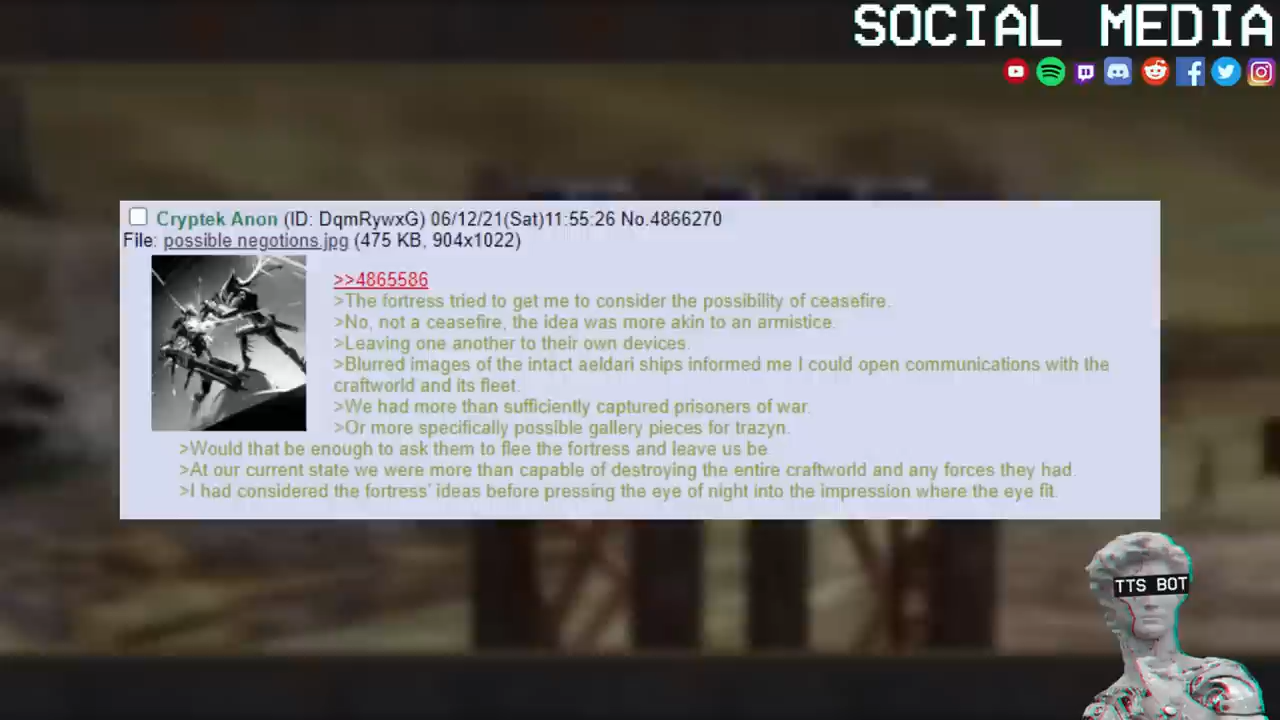 SOCIAL MEDIA
Cryptek Anon (ID: DqmRywxG) 06/12/21(Sat)11:55:26 No.4866270
File: possible negotions.jpg (475 KB, 904x1022)
>>4865586
>The fortress tried to get me to consider the possibility of ceasefire.
>No, not a ceasefire, the idea was more akin to an armistice.
>Leaving one another to their own devices.
>Blurred images of the intact aeldari ships informed me I could open communications with the
craftworld and its fleet.
>We had more than sufficiently captured prisoners of war.
>Or more specifically possible gallery pieces for trazyn.
>Would that be enough to ask them to flee the fortress and leave us be.
>At our current state we were more than capable of destroying the entire craftworld and any forces they had.
>I had considered the fortress' ideas before pressing the eye of night into the impression where the eye fit.
TTS BOT